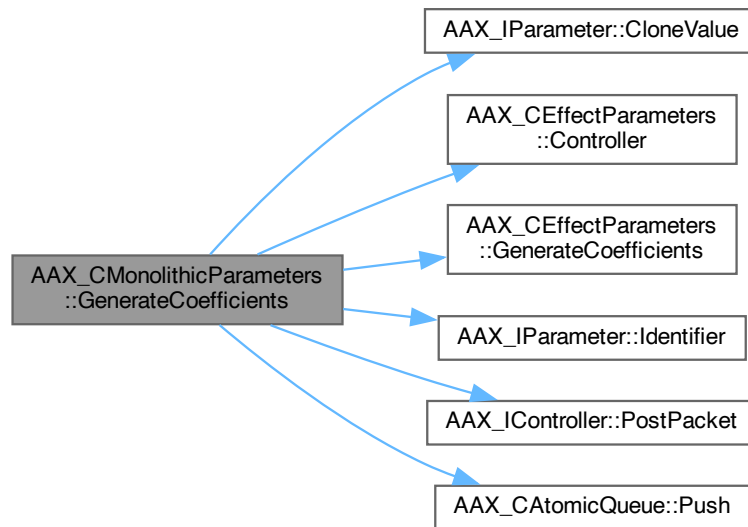 AAX_IParameter::CloneValue
AAX_CEffectParameters
::Controller
AAX_CEffectParameters
::GenerateCoefficients
AAX_CMonolithicParameters
::GenerateCoefficients
AAX_IParameter::Identifier
AAX_IController::PostPacket
AAX_CAtomicQueue::Push